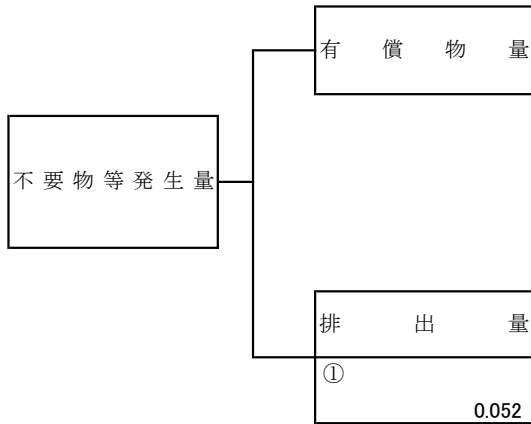 有償物量
不要物等発生量
排出量
①
0.052